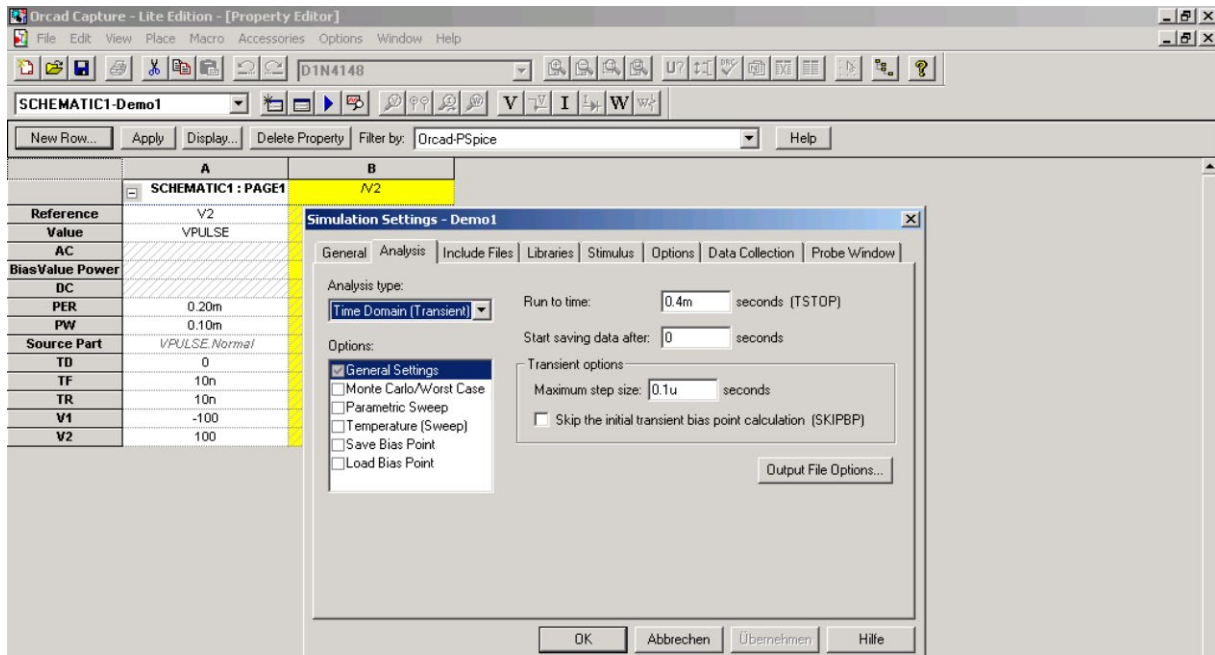 Orcad Capture - Lite Edition - [Property Editor]
File Edit View Place Macro Accessories Options Window Help
D1N4148
U?
SCHEMATIC1-Demo1
V I W
New Row... Apply Display... Delete Property Filter by: Orcad-PSpice Help
A B
SCHEMATIC1 : PAGE1 /V2
Reference V2
Value VPULSE
AC
BiasValue Power
DC
PER 0.20m
PW 0.10m
Source Part VPULSE.Normal
TD 0
TF 10n
TR 10n
V1 -100
V2 100
Simulation Settings - Demo1
General Analysis Include Files Libraries Stimulus Options Data Collection Probe Window
Analysis type:
Time Domain (Transient)
Options:
General Settings
Monte Carlo/Worst Case
Parametric Sweep
Temperature (Sweep)
Save Bias Point
Load Bias Point
Run to time: 0.4m seconds (TSTOP)
Start saving data after: 0 seconds
Transient options
Maximum step size: 0.1u seconds
Skip the initial transient bias point calculation (SKIPBP)
Output File Options...
OK Abbrechen Übernehmen Hilfe